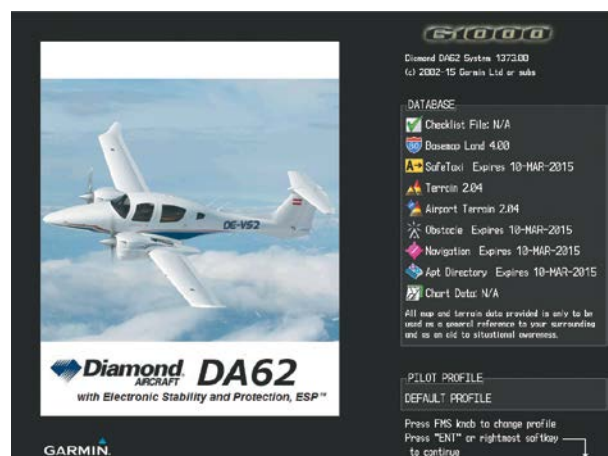 G1000
Diamond DA62 System 1373.00
(c) 2002-15 Garmin Ltd or subs
DATABASE
Checklist File: N/A
Basemap Land 4.00
SafeTaxi Expires 10-MAR-2015
Terrain 2.04
Airport Terrain 2.04
Obstacle Expires 10-MAR-2015
Navigation Expires 10-MAR-2015
Apt Directory Expires 10-MAR-2015
Chart Data: N/A
All map and terrain data provided is only to be
used as a general reference to your surrounding
and as an aid to situational awareness.
PILOT PROFILE
DEFAULT PROFILE
Press FMS knob to change profile
Press "ENT" or rightmost softkey
to continue
OE-VS2
Diamond
AIRCRAFT
DA62
with Electronic Stability and Protection, ESP™
GARMIN